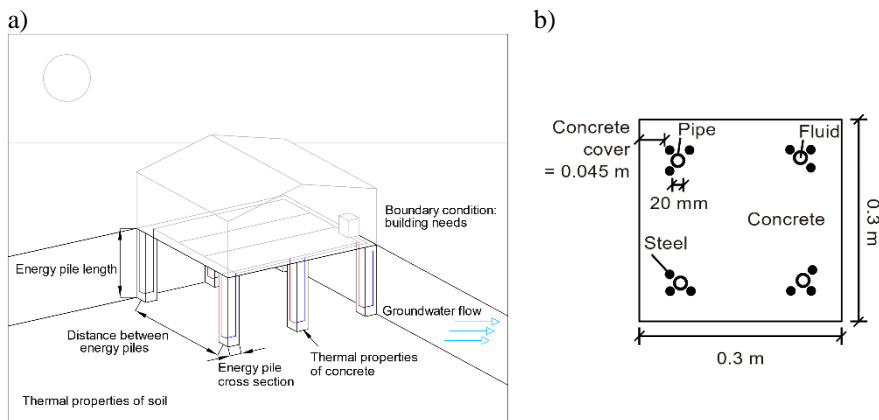 a)
Boundary condition:
building needs
Energy pile length
Groundwater flow
Distance between
energy piles
Thermal properties
of concrete
Energy pile
cross section
Thermal properties of soil
b)
Concrete
cover
= 0.045 m
Pipe
Fluid
20 mm
Concrete
Steel
0.3 m
0.3 m